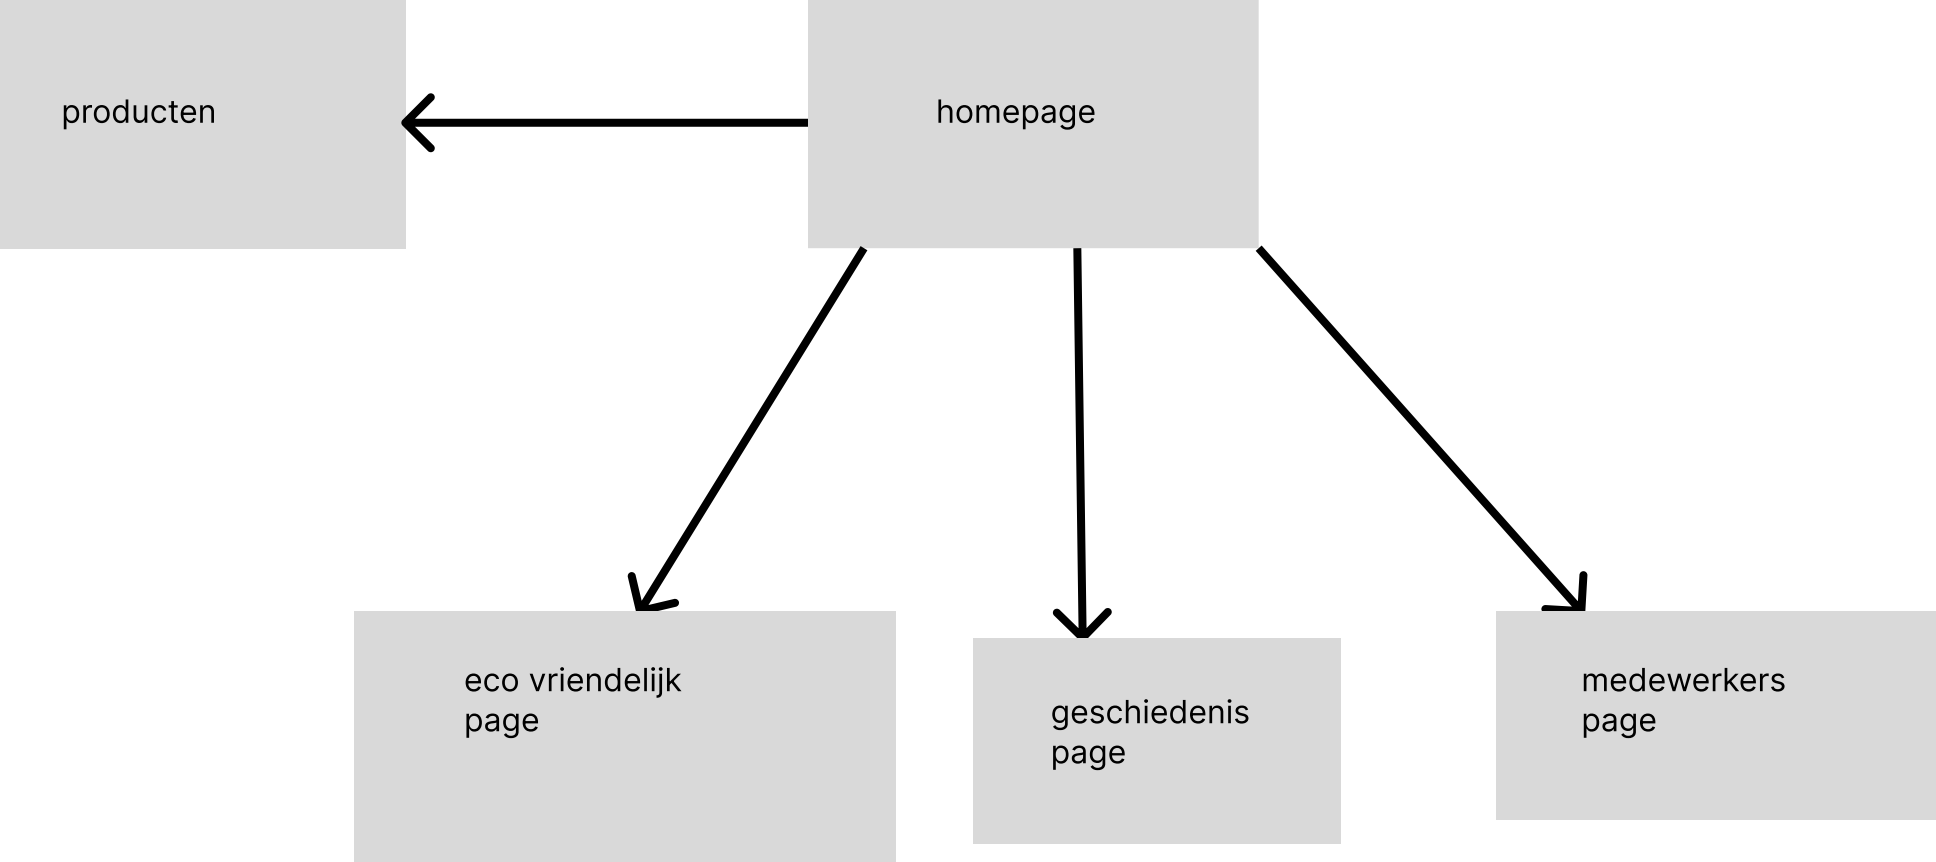 producten
homepage
eco vriendelijk
page
geschiedenis
page
medewerkers
page